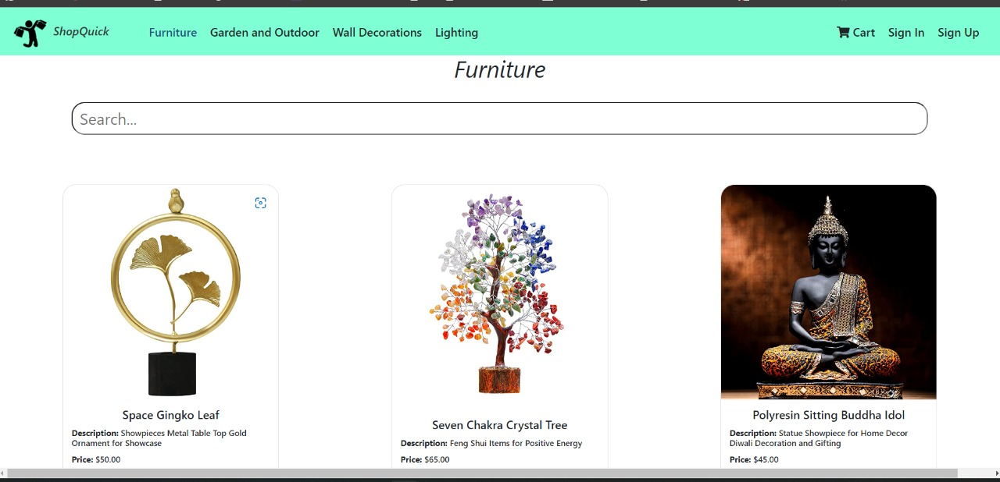 ShopQuick Furniture Garden and Outdoor Wall Decorations Lighting Cart Sign In Sign Up
Furniture
Search...
Space Gingko Leaf
Description: Showpieces Metal Table Top Gold
Ornament for Showcase
Price: $50.00
Seven Chakra Crystal Tree
Description: Feng Shui Items for Positive Energy
Price: $65.00
Polyresin Sitting Buddha Idol
Description: Statue Showpiece for Home Decor
Diwali Decoration and Gifting
Price: $45.00